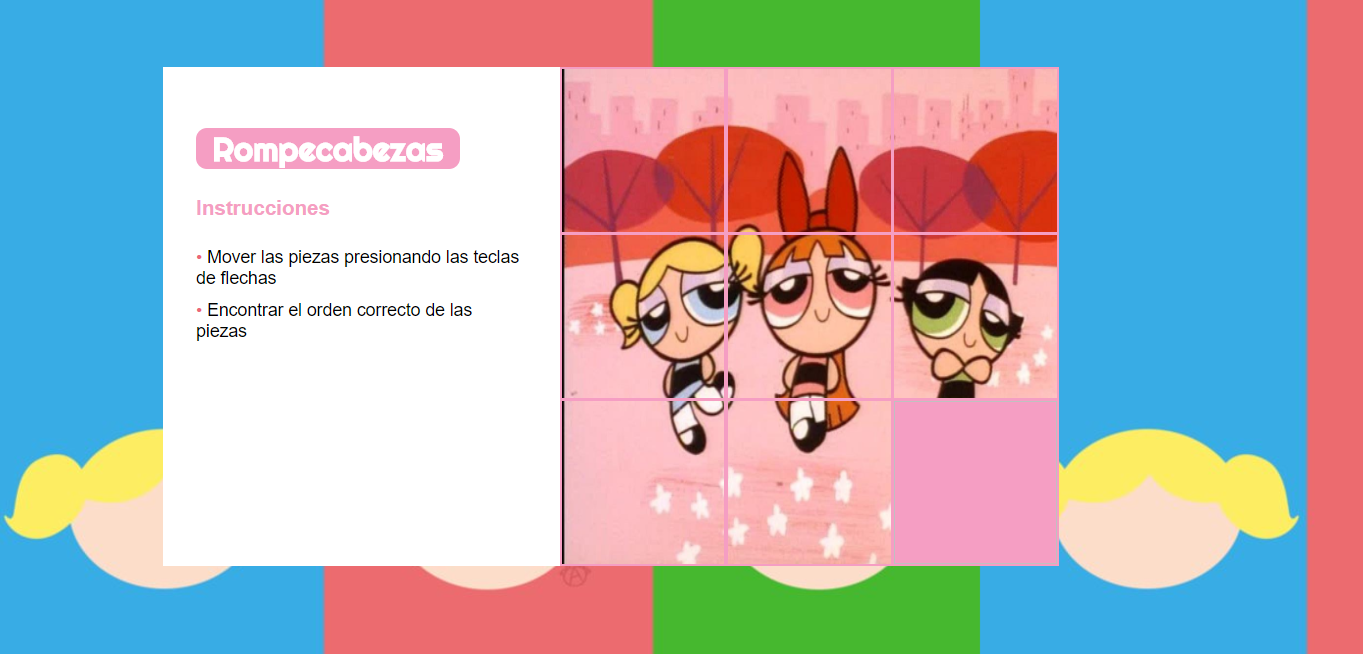 Rompecabezas
Instrucciones
• Mover las piezas presionando las teclas
de flechas
• Encontrar el orden correcto de las
piezas